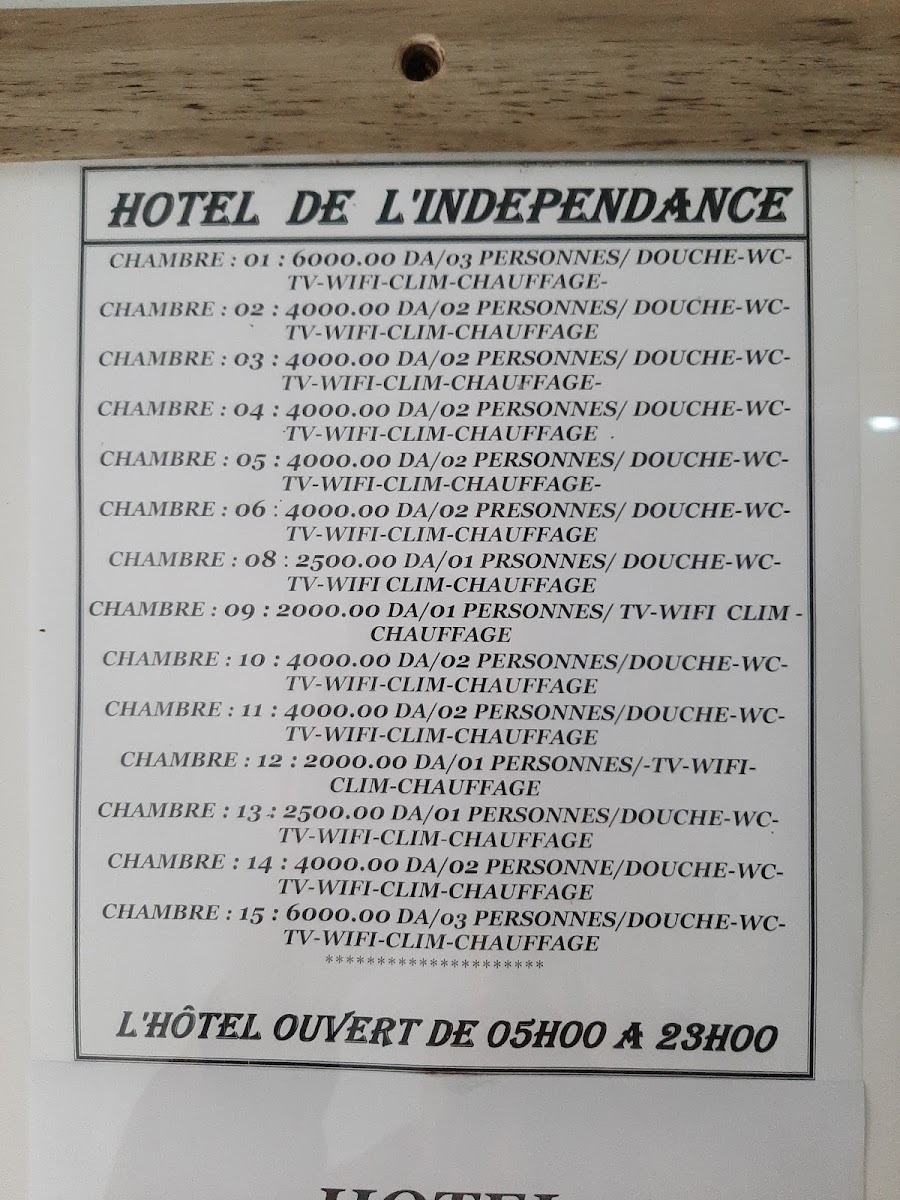 HOTEL DE L'INDEPENDANCE
CHAMBRE : 01 : 6000.00 DA/03 PERSONNES/ DOUCHE-WC-
TV-WIFI-CLIM-CHAUFFAGE-
CHAMBRE : 02 : 4000.00 DA/02 PERSONNES/ DOUCHE-WC-
TV-WIFI-CLIM-CHAUFFAGE
CHAMBRE : 03 : 4000.00 DA/02 PERSONNES/ DOUCHE-WC-
TV-WIFI-CLIM-CHAUFFAGE-
CHAMBRE : 04 : 4000.00 DA/02 PERSONNES/ DOUCHE-WC-
TV-WIFI-CLIM-CHAUFFAGE .
CHAMBRE : 05 : 4000.00 DA/02 PERSONNES/ DOUCHE-WC-
TV-WIFI-CLIM-CHAUFFAGE-
CHAMBRE : 06 : 4000.00 DA/02 PRESONNES/ DOUCHE-WC-
TV-WIFI-CLIM-CHAUFFAGE
CHAMBRE : 08 : 2500.00 DA/01 PRSONNES/ DOUCHE-WC-
TV-WIFI CLIM-CHAUFFAGE
CHAMBRE : 09 : 2000.00 DA/01 PERSONNES/ TV-WIFI CLIM -
CHAUFFAGE
CHAMBRE : 10 : 4000.00 DA/02 PERSONNES/DOUCHE-WC-
TV-WIFI-CLIM-CHAUFFAGE
CHAMBRE : 11 : 4000.00 DA/02 PERSONNES/DOUCHE-WC-
TV-WIFI-CLIM-CHAUFFAGE
CHAMBRE : 12 : 2000.00 DA/01 PERSONNES/-TV-WIFI-
CLIM-CHAUFFAGE
CHAMBRE : 13 : 2500.00 DA/01 PERSONNES/DOUCHE-WC-
TV-WIFI-CLIM-CHAUFFAGE
CHAMBRE : 14 : 4000.00 DA/02 PERSONNE/DOUCHE-WC-
TV-WIFI-CLIM-CHAUFFAGE
CHAMBRE : 15 : 6000.00 DA/03 PERSONNES/DOUCHE-WC-
TV-WIFI-CLIM-CHAUFFAGE
*********************
L'HÔTEL OUVERT DE 05H00 A 23H00
HOTEL